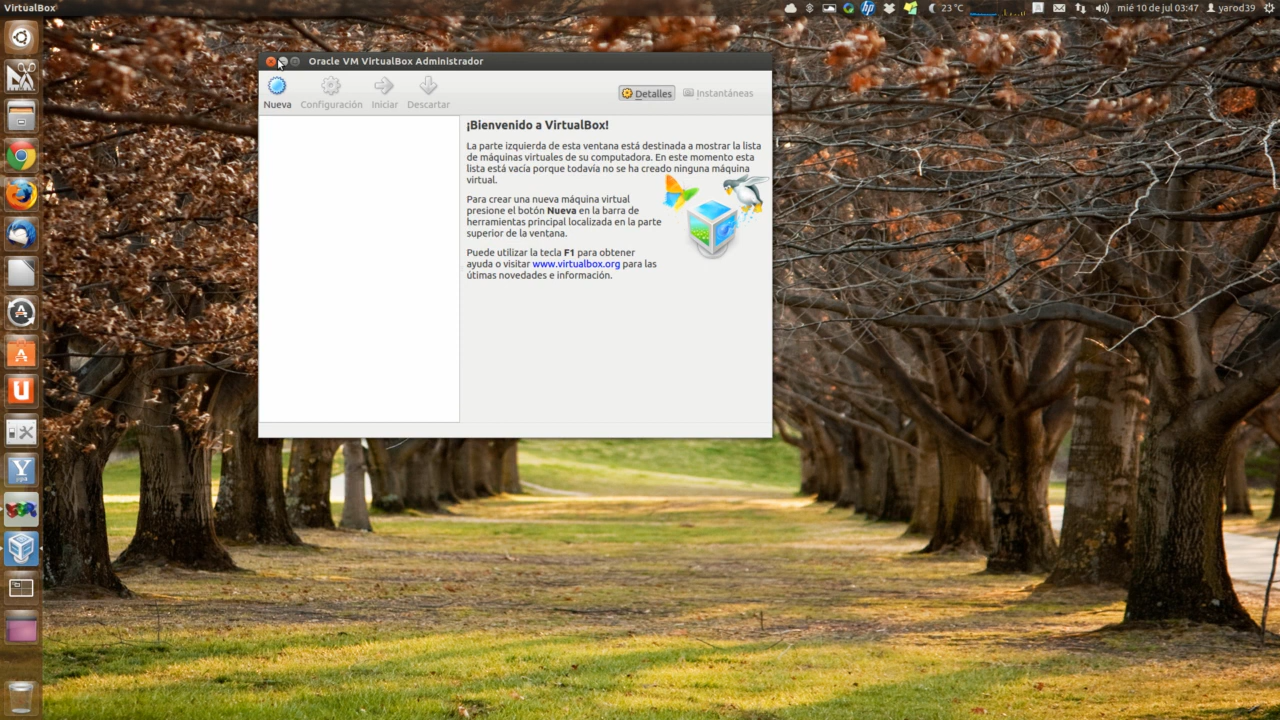 VirtualBox
23 °C
mié 10 de jul 03:47
yarod39
Oracle VM VirtualBox Administrador
Nueva
Configuración
Iniciar
Descartar
Detalles
Instantáneas
¡Bienvenido a VirtualBox!
La parte izquierda de esta ventana está destinada a mostrar la lista
de máquinas virtuales de su computadora. En este momento esta
lista está vacía porque todavía no se ha creado ninguna máquina
virtual.
Para crear una nueva máquina virtual
presione el botón Nueva en la barra de
herramientas principal localizada en la parte
superior de la ventana.
Puede utilizar la tecla F1 para obtener
ayuda o visitar www.virtualbox.org para las
útimas novedades e información.